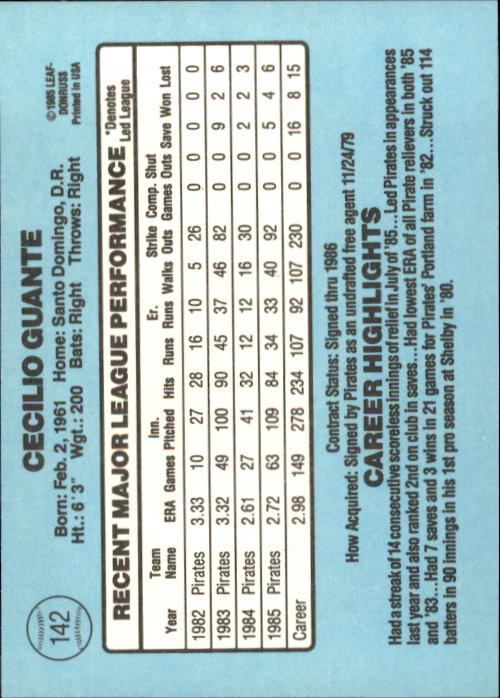 142
CECILIO GUANTE
©1985 LEAF-
DONRUSS
Printed in USA
Born: Feb. 2, 1961 Home: Santo Domingo, D.R.
Ht.: 6' 3" Wgt.: 200 Bats: Right Throws: Right
RECENT MAJOR LEAGUE PERFORMANCE *Denotes Led League
Year Team Name ERA Games Inn. Pitched Hits Runs Er. Runs Walks Strike Outs Comp. Games Shut Outs Save Won Lost
1982 Pirates 3.33 10 27 28 16 10 5 26 0 0 0 0 0
1983 Pirates 3.32 49 100 90 45 37 46 82 0 0 9 2 6
1984 Pirates 2.61 27 41 32 12 12 16 30 0 0 2 2 3
1985 Pirates 2.72 63 109 84 34 33 40 92 0 0 5 4 6
Career 2.98 149 278 234 107 92 107 230 0 0 16 8 15
Contract Status: Signed thru 1986
How Acquired: Signed by Pirates as an undrafted free agent 11/24/79
CAREER HIGHLIGHTS
Had a streak of 14 consecutive scoreless innings of relief in July of '85...Led Pirates in appearances
last year and also ranked 2nd on club in saves...Had lowest ERA of all Pirate relievers in both '85
and '83...Had 7 saves and 3 wins in 21 games for Pirates' Portland farm in '82...Struck out 114
batters in 90 innings in his 1st pro season at Shelby in '80.